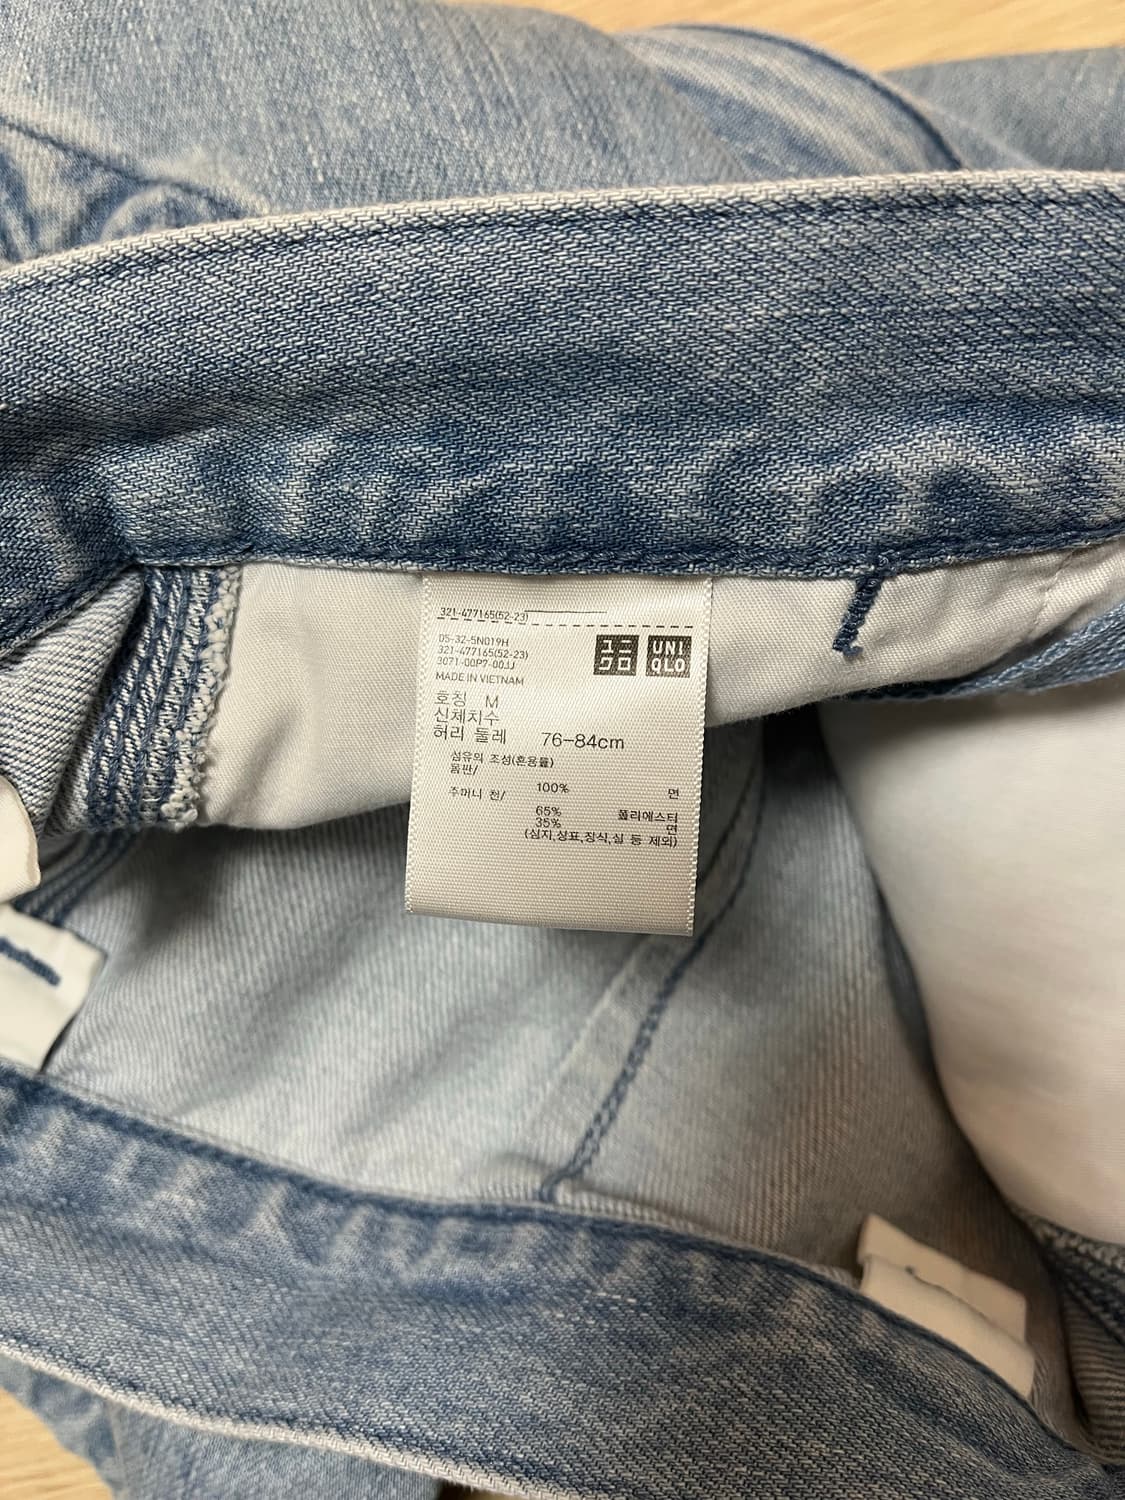 321-477165(52-23)
05-32-5N019H
321-477165(52-23)
3071-00P7-00JJ
MADE IN VIETNAM
ユニ
クロ
UNI
QLO
호칭 M
신체치수
허리 둘레 76-84cm
섬유의 조성(혼용률)
몸판/
100% 면
주머니 천/
65% 폴리에스터
35% 면
(심지,상표,장식,실 등 제외)